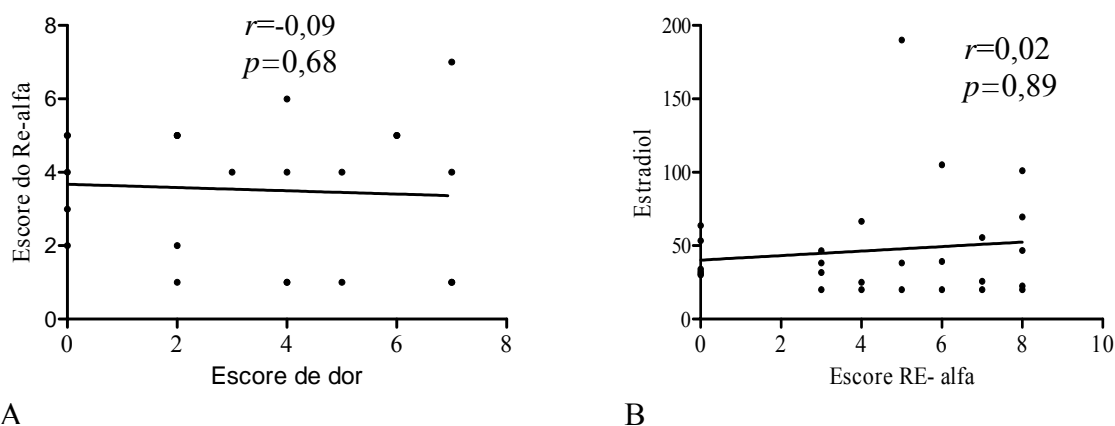 r=-0,09
p=0,68
Escore do Re-alfa
8
6
4
2
0
0 2 4 6 8
Escore de dor
A
r=0,02
p=0,89
Estradiol
200
150
100
50
0
0 2 4 6 8 10
Escore RE- alfa
B